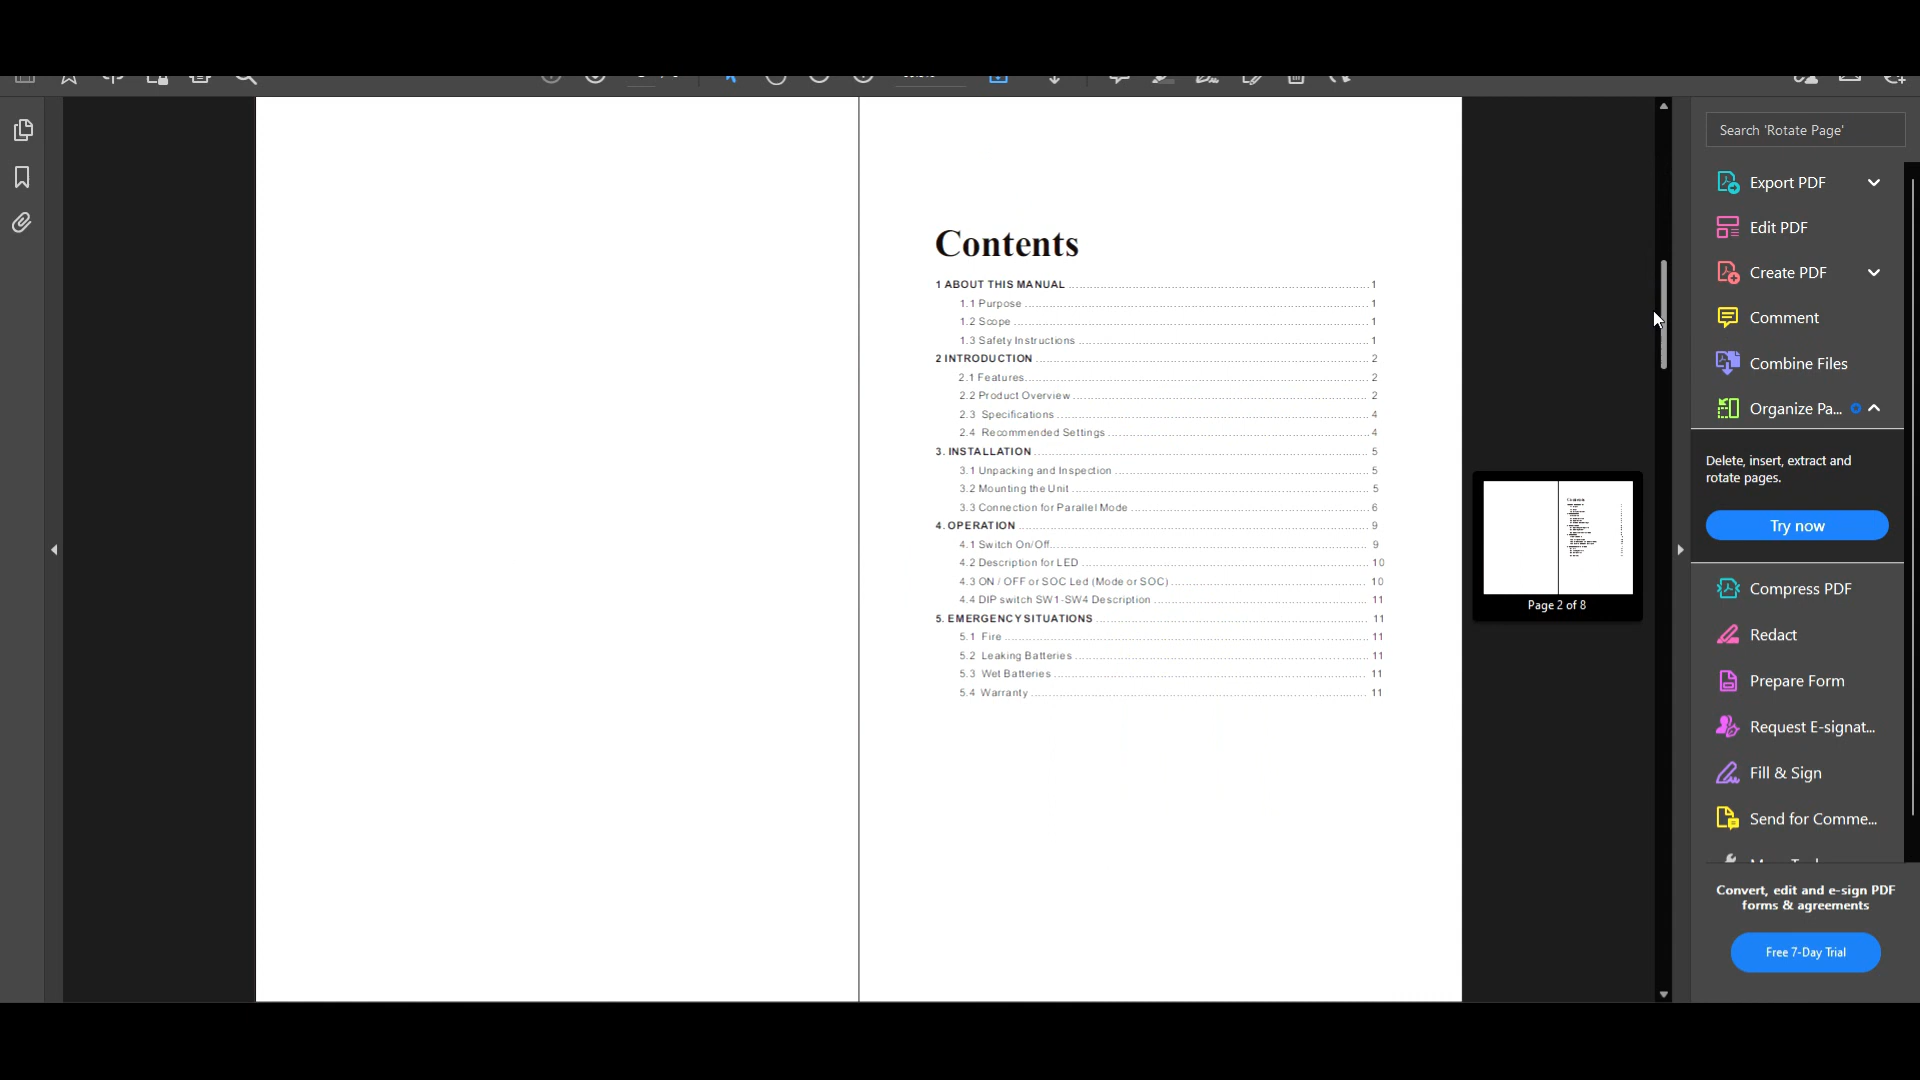 Contents
1 ABOUT THIS MANUAL 1
1.1 Purpose 1
1.2 Scope 1
1.3 Safety Instructions 1
2 INTRODUCTION 2
2.1 Features 2
2.2 Product Overview 2
2.3 Specifications 4
2.4 Recommended Settings 4
3. INSTALLATION 5
3.1 Unpacking and Inspection 5
3.2 Mounting the Unit 5
3.3 Connection for Parallel Mode 6
4. OPERATION 9
4.1 Switch On/Off 9
4.2 Description for LED 10
4.3 ON / OFF or SOC Led (Mode or SOC) 10
4.4 DIP switch SW1-SW4 Description 11
5. EMERGENCY SITUATIONS 11
5.1 Fire 11
5.2 Leaking Batteries 11
5.3 Wet Batteries 11
5.4 Warranty 11
Page 2 of 8
Search 'Rotate Page'
Export PDF
Edit PDF
Create PDF
Comment
Combine Files
Organize Pa...
Delete, insert, extract and
rotate pages.
Try now
Compress PDF
Redact
Prepare Form
Request E-signat...
Fill & Sign
Send for Comme...
Convert, edit and e-sign PDF
forms & agreements
Free 7-Day Trial